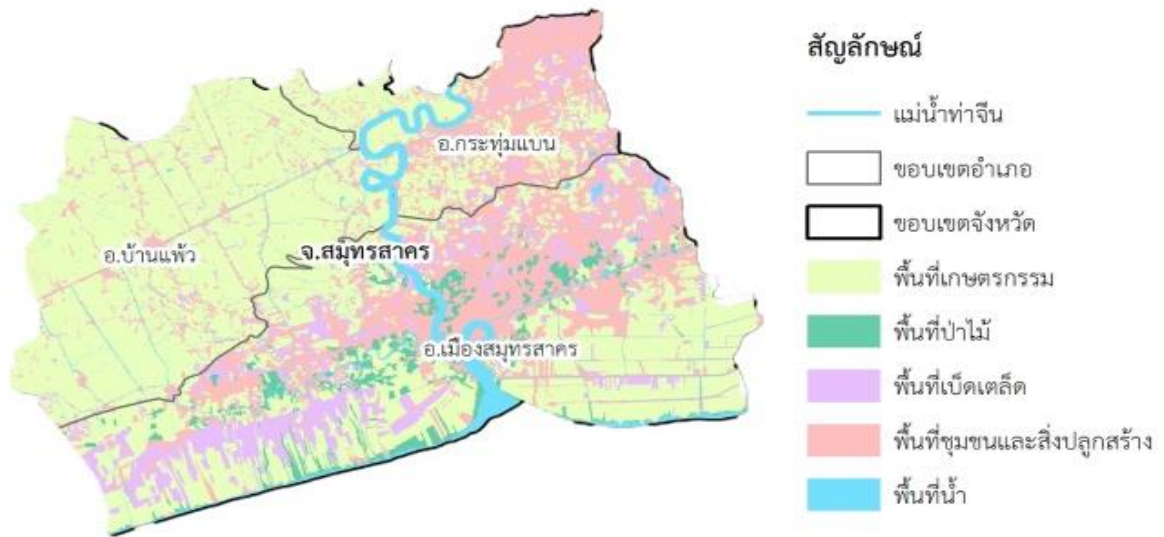 สัญลักษณ์
แม่น้ำท่าจีน
ขอบเขตอำเภอ
ขอบเขตจังหวัด
พื้นที่เกษตรกรรม
พื้นที่ป่าไม้
พื้นที่เบ็ดเตล็ด
พื้นที่ชุมชนและสิ่งปลูกสร้าง
พื้นที่น้ำ
อ.กระทุ่มแบน
อ.บ้านแพ้ว
จ.สมุทรสาคร
อ.เมืองสมุทรสาคร